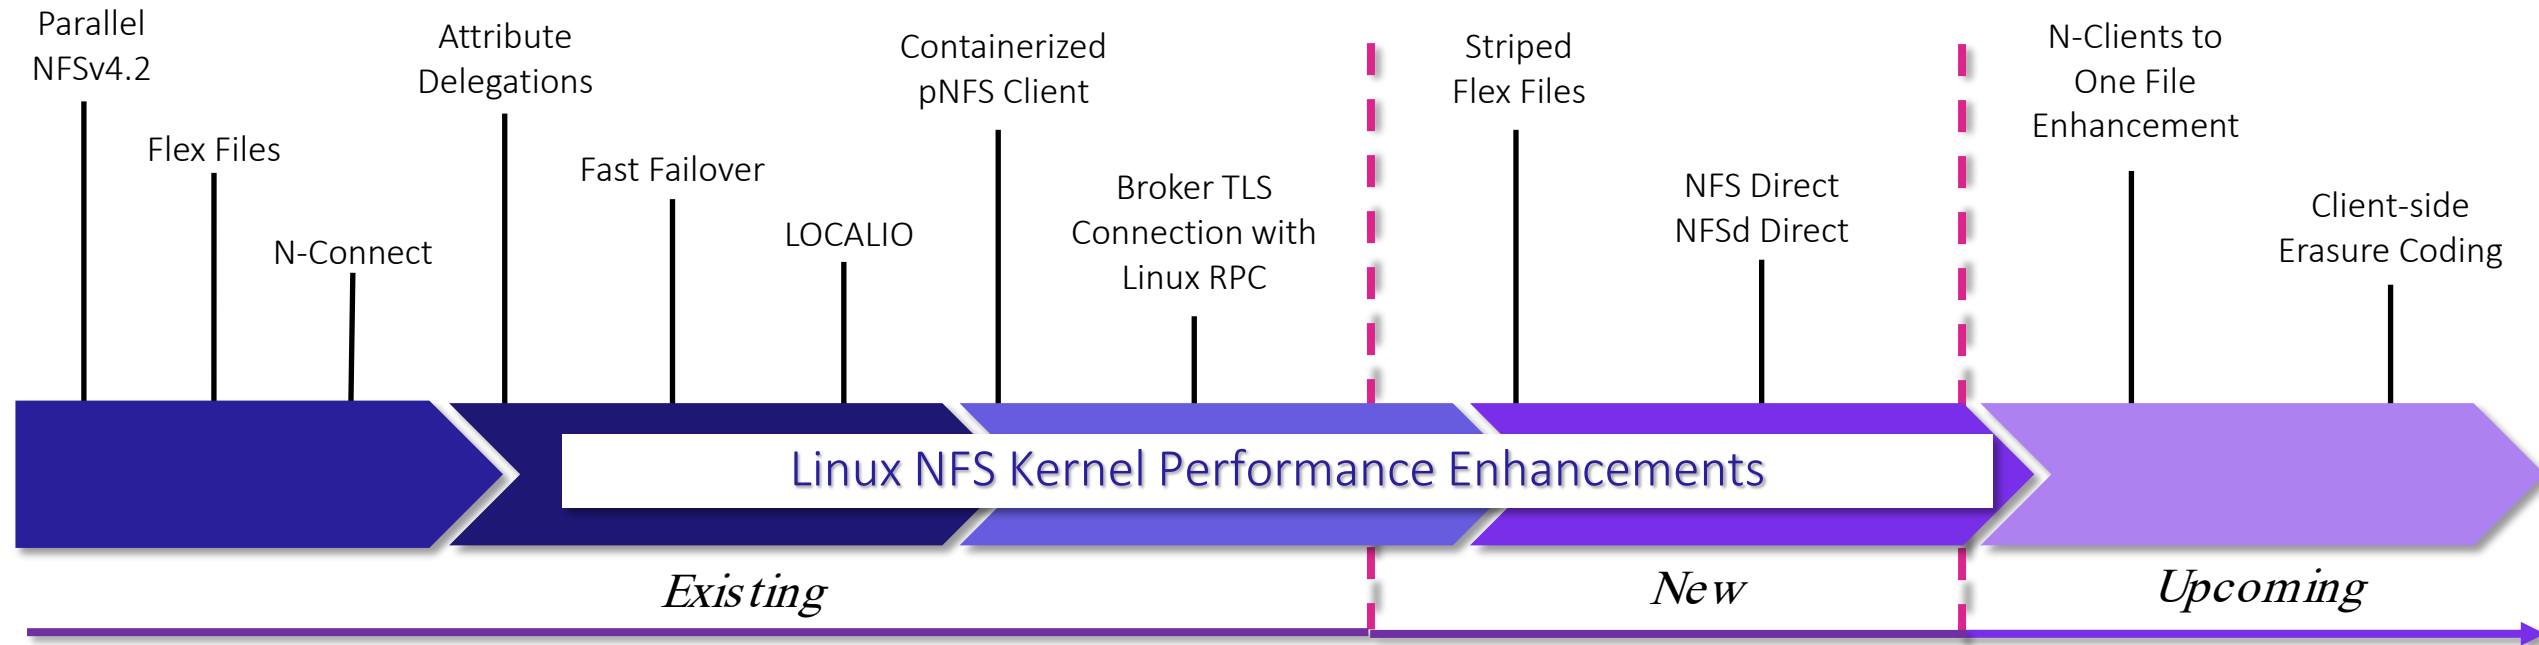 Parallel
NFSv4.2
Flex Files
N-Connect
Attribute
Delegations
Fast Failover
LOCALIO
Containerized
pNFS Client
Broker TLS
Connection with
Linux RPC
Striped
Flex Files
NFS Direct
NFSd Direct
N-Clients to
One File
Enhancement
Client-side
Erasure Coding
Linux NFS Kernel Performance Enhancements
Existing
New
Upcoming